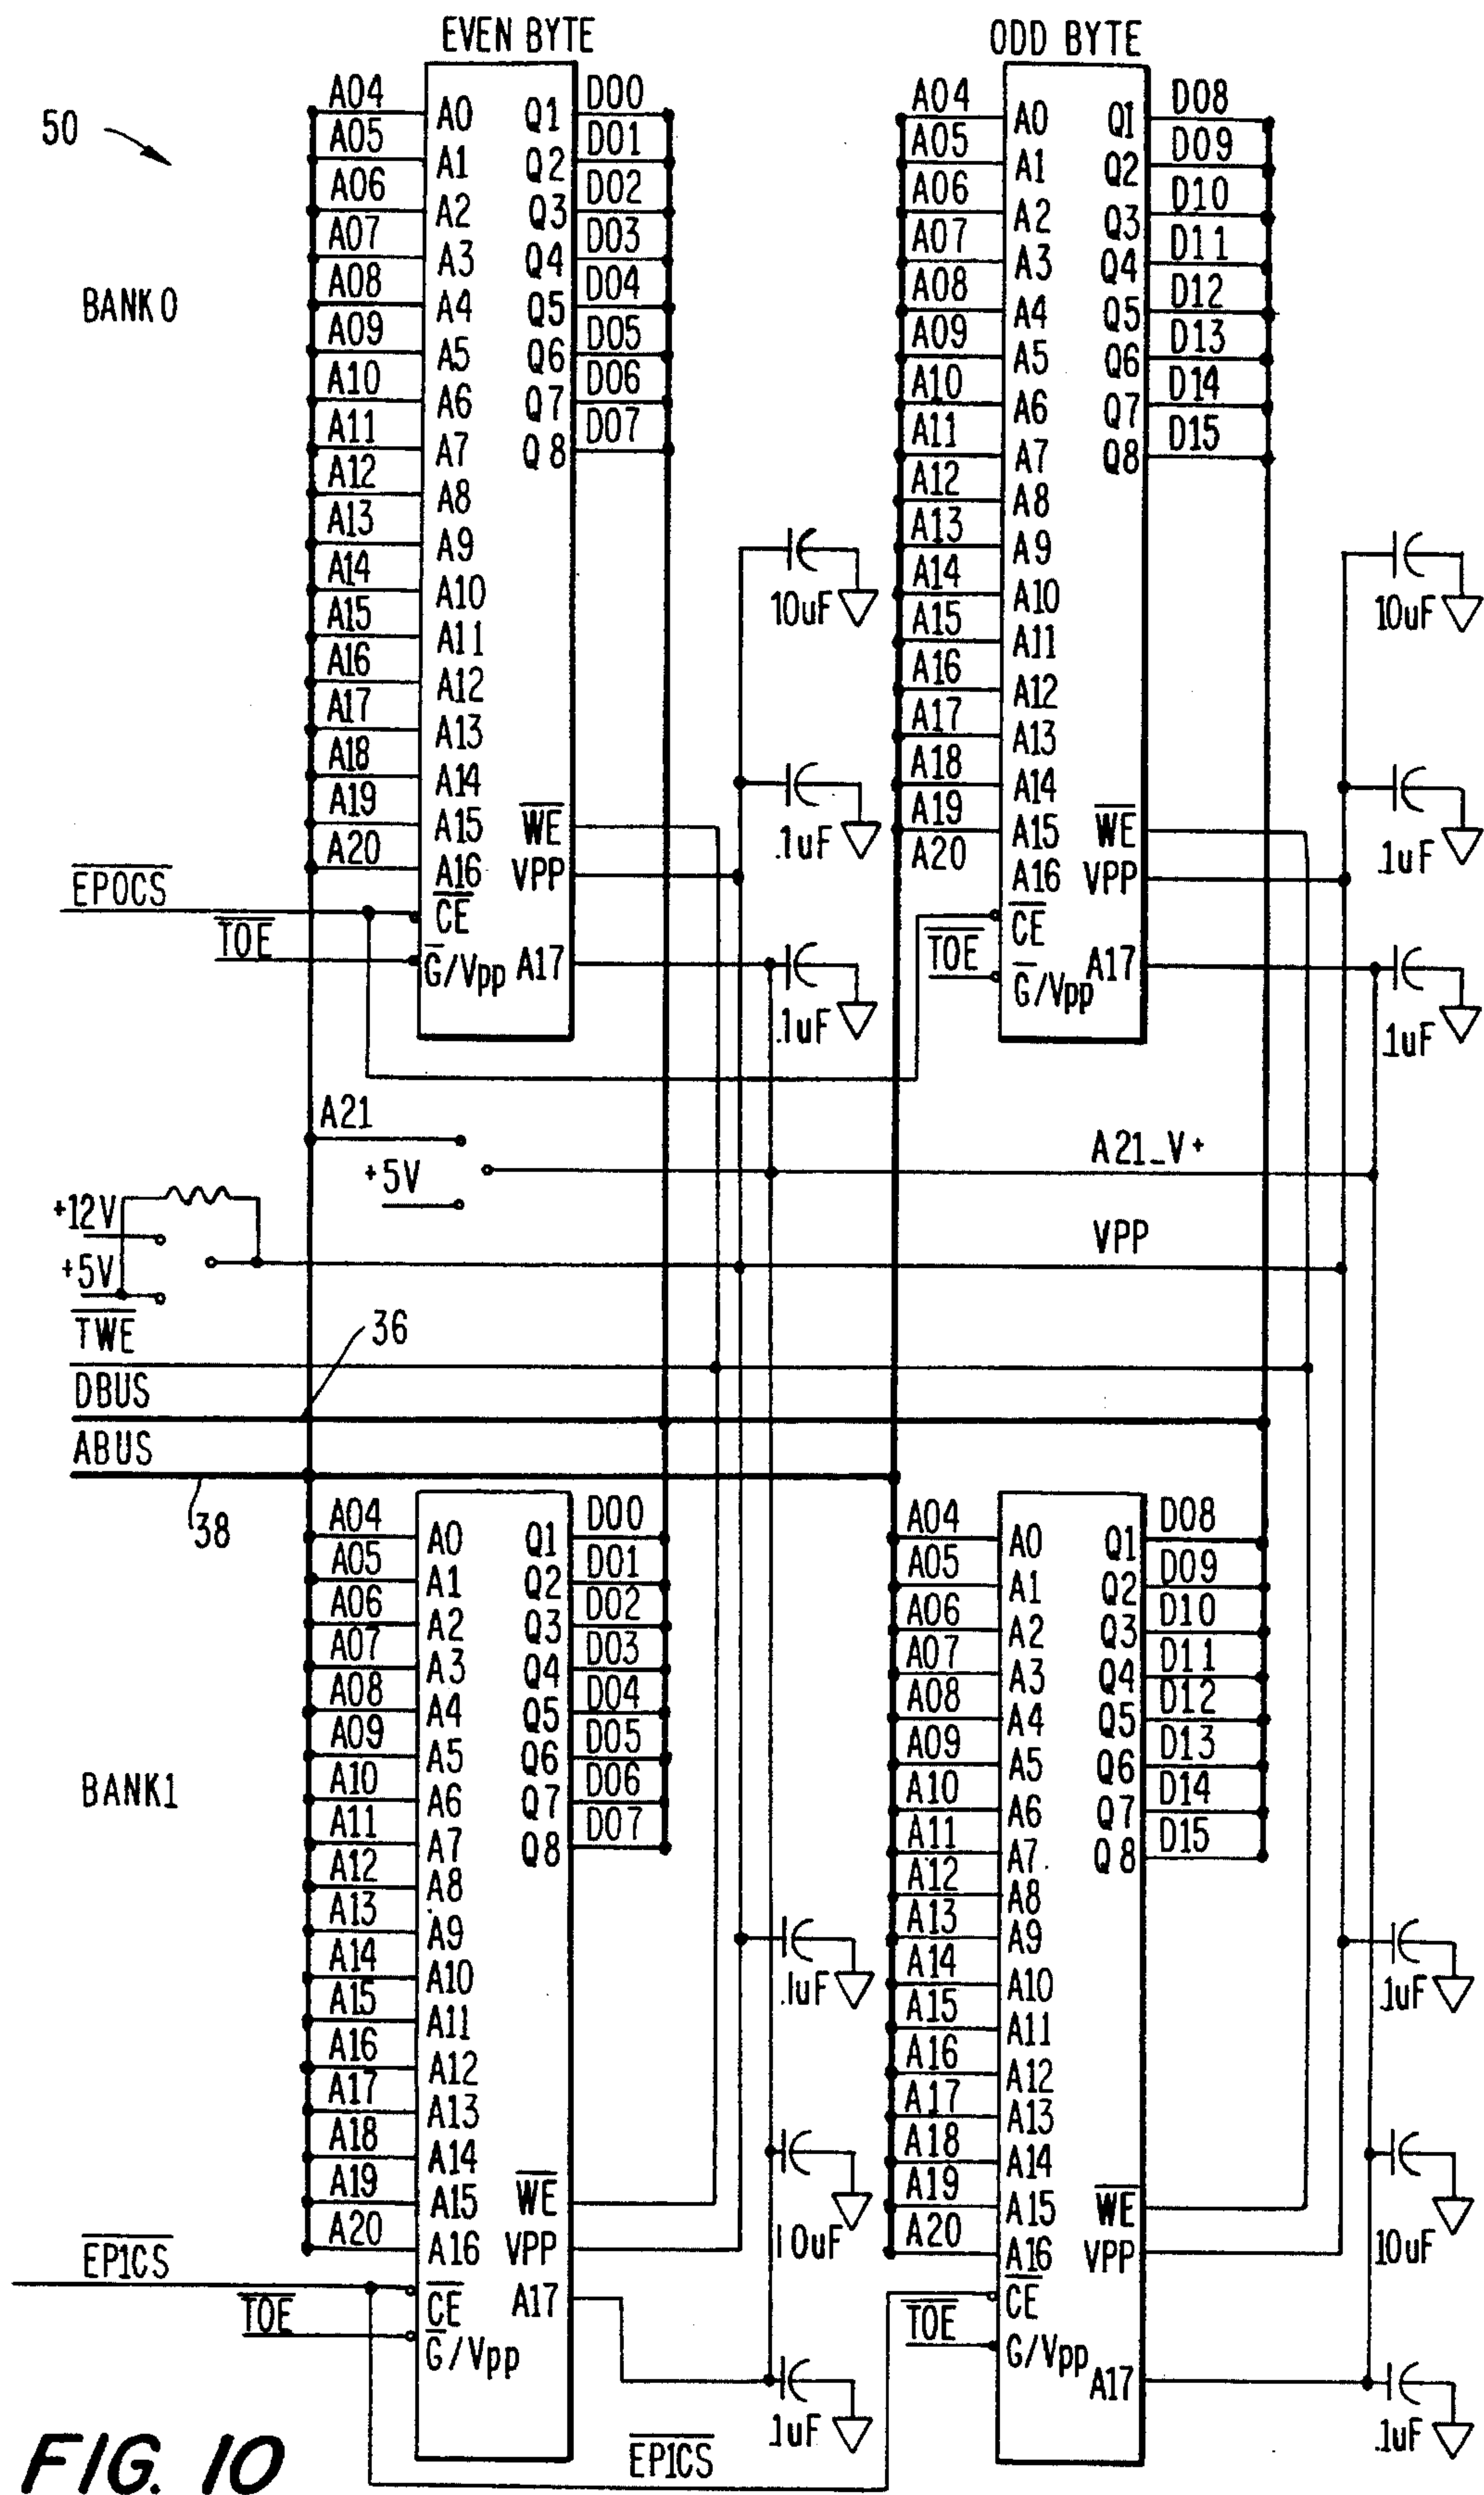 EVEN BYTE
ODD BYTE
50
BANK 0
A04 A0 Q1 D00
A05 A1 Q2 D01
A06 A2 Q3 D02
A07 A3 Q4 D03
A08 A4 Q5 D04
A09 A5 Q6 D05
A10 A6 Q7 D06
A11 A7 Q8 D07
A12 A8
A13 A9
A14 A10
A15 A11
A16 A12
A17 A13
A18 A14
A19 A15 WE
A20 A16 VPP
EPOCS CE
TOE G/Vpp A17
10uF
.1uF
.1uF
A04 A0 Q1 D08
A05 A1 Q2 D09
A06 A2 Q3 D10
A07 A3 Q4 D11
A08 A4 Q5 D12
A09 A5 Q6 D13
A10 A6 Q7 D14
A11 A7 Q8 D15
A12 A8
A13 A9
A14 A10
A15 A11
A16 A12
A17 A13
A18 A14
A19 A15 WE
A20 A16 VPP
CE
TOE G/Vpp A17
10uF
.1uF
.1uF
A21
+5V
A21_V+
+12V
+5V
VPP
TWE
36
DBUS
ABUS
38
BANK1
A04 A0 Q1 D00
A05 A1 Q2 D01
A06 A2 Q3 D02
A07 A3 Q4 D03
A08 A4 Q5 D04
A09 A5 Q6 D05
A10 A6 Q7 D06
A11 A7 Q8 D07
A12 A8
A13 A9
A14 A10
A15 A11
A16 A12
A17 A13
A18 A14
A19 A15 WE
A20 A16 VPP
EP1CS CE A17
TOE G/Vpp
.1uF
10uF
.1uF
A04 A0 Q1 D08
A05 A1 Q2 D09
A06 A2 Q3 D10
A07 A3 Q4 D11
A08 A4 Q5 D12
A09 A5 Q6 D13
A10 A6 Q7 D14
A11 A7 Q8 D15
A12 A8
A13 A9
A14 A10
A15 A11
A16 A12
A17 A13
A18 A14
A19 A15 WE
A20 A16 VPP
CE
TOE G/Vpp
A17
.1uF
10uF
.1uF
EP1CS
FIG. 10